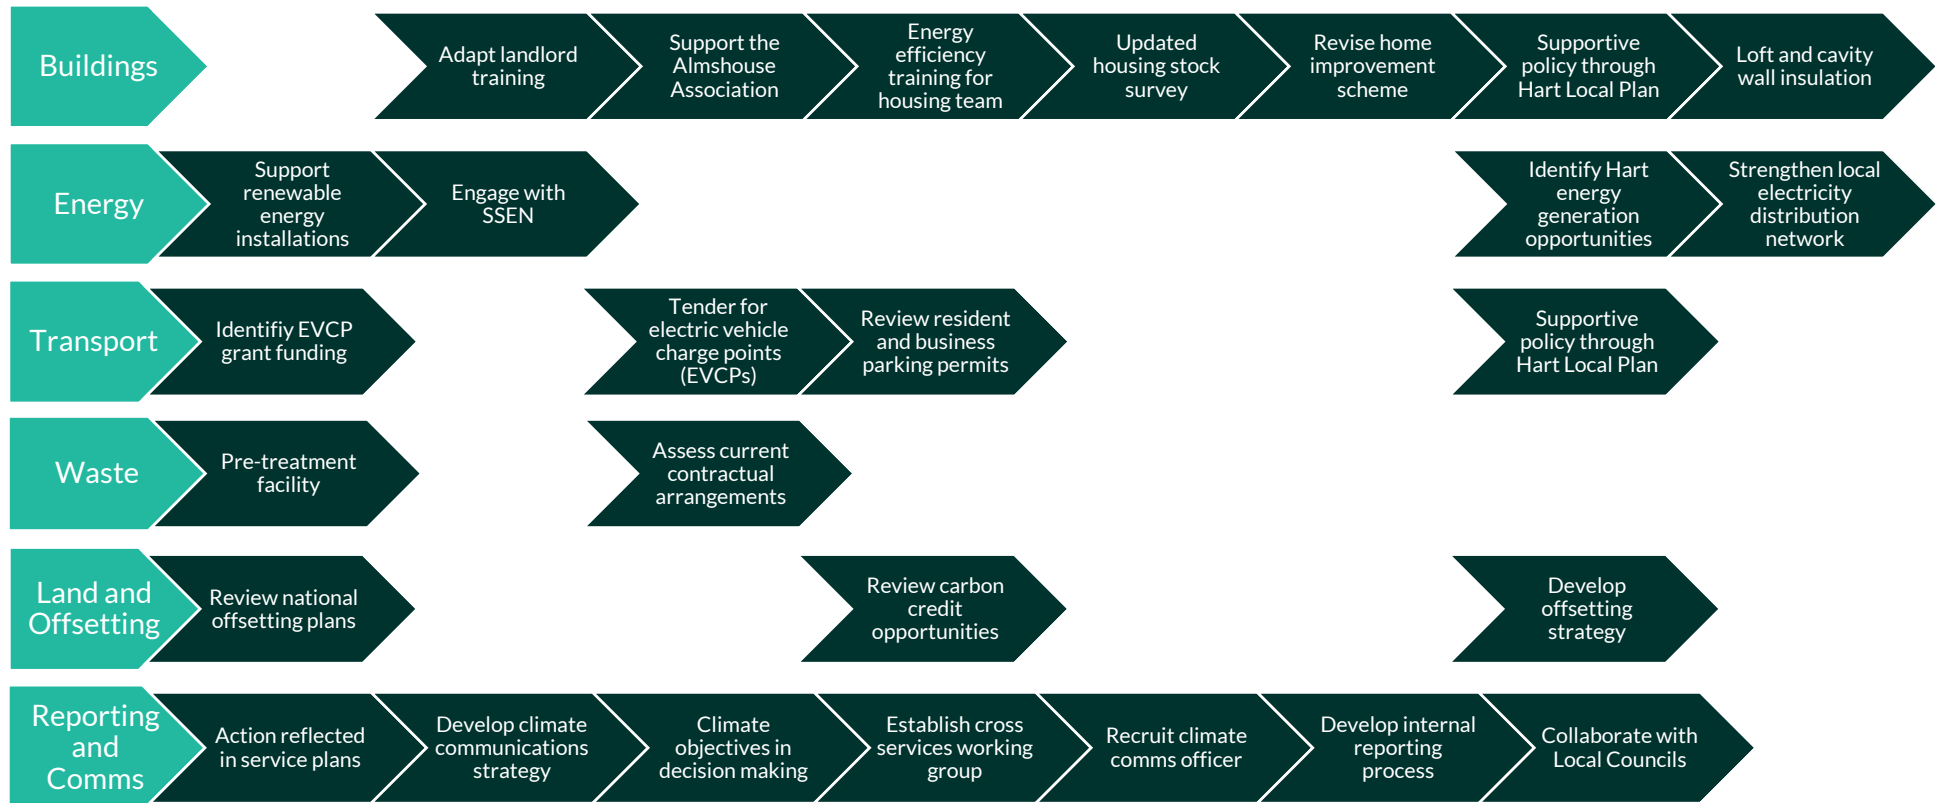 Buildings
Adapt landlord
training
Support the
Almshouse
Association
Energy
efficiency
training for
housing team
Updated
housing stock
survey
Revise home
improvement
scheme
Supportive
policy through
Hart Local Plan
Loft and cavity
wall insulation
Energy
Support
renewable
energy
installations
Engage with
SSEN
Identify Hart
energy
generation
opportunities
Strengthen local
electricity
distribution
network
Transport
Identifiy EVCP
grant funding
Tender for
electric vehicle
charge points
(EVCPs)
Review resident
and business
parking permits
Supportive
policy through
Hart Local Plan
Waste
Pre-treatment
facility
Assess current
contractual
arrangements
Land and
Offsetting
Review national
offsetting plans
Review carbon
credit
opportunities
Develop
offsetting
strategy
Reporting
and
Comms
Action reflected
in service plans
Develop climate
communications
strategy
Climate
objectives in
decision making
Establish cross
services working
group
Recruit climate
comms officer
Develop internal
reporting
process
Collaborate with
Local Councils